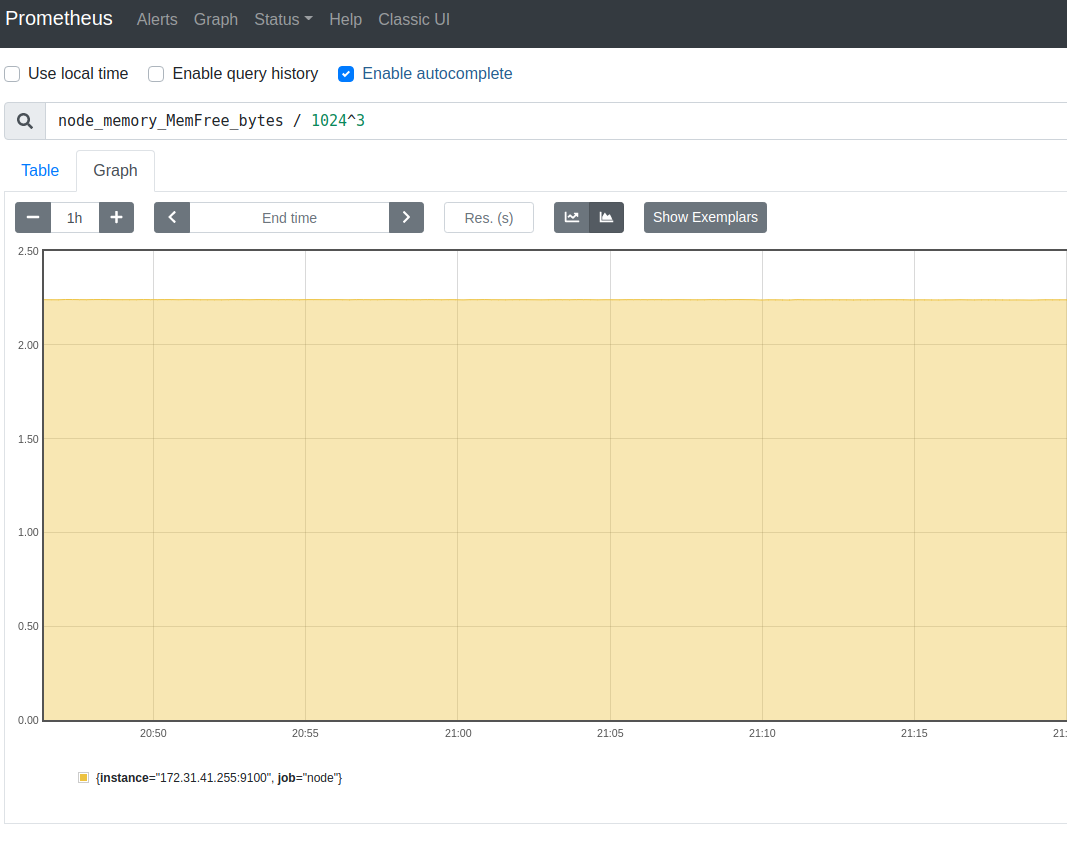 Prometheus Alerts Graph Status Help Classic UI
Use local time Enable query history Enable autocomplete
node_memory_MemFree_bytes / 1024^3
Table Graph
1h End time Res. (s) Show Exemplars
2.50
2.00
1.50
1.00
0.50
0.00
20:50 20:55 21:00 21:05 21:10 21:15 21:
{instance="172.31.41.255:9100", job="node"}